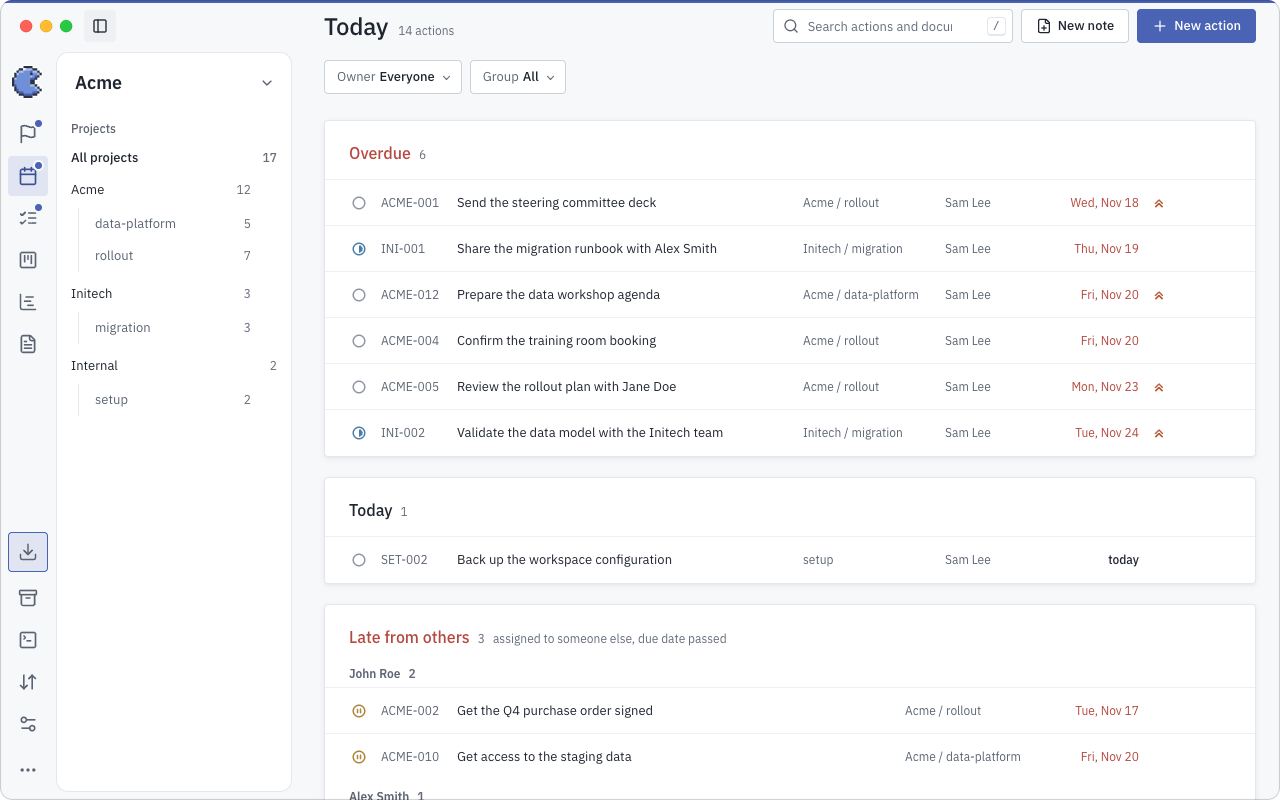 Today 14 actions
Search actions and docu /
New note
New action
Owner Everyone
Group All
Acme
Projects
All projects 17
Acme 12
data-platform 5
rollout 7
Initech 3
migration 3
Internal 2
setup 2
Overdue 6
ACME-001 Send the steering committee deck Acme / rollout Sam Lee Wed, Nov 18
INI-001 Share the migration runbook with Alex Smith Initech / migration Sam Lee Thu, Nov 19
ACME-012 Prepare the data workshop agenda Acme / data-platform Sam Lee Fri, Nov 20
ACME-004 Confirm the training room booking Acme / rollout Sam Lee Fri, Nov 20
ACME-005 Review the rollout plan with Jane Doe Acme / rollout Sam Lee Mon, Nov 23
INI-002 Validate the data model with the Initech team Initech / migration Sam Lee Tue, Nov 24
Today 1
SET-002 Back up the workspace configuration setup Sam Lee today
Late from others 3 assigned to someone else, due date passed
John Roe 2
ACME-002 Get the Q4 purchase order signed Acme / rollout Tue, Nov 17
ACME-010 Get access to the staging data Acme / data-platform Fri, Nov 20
Alex Smith 1